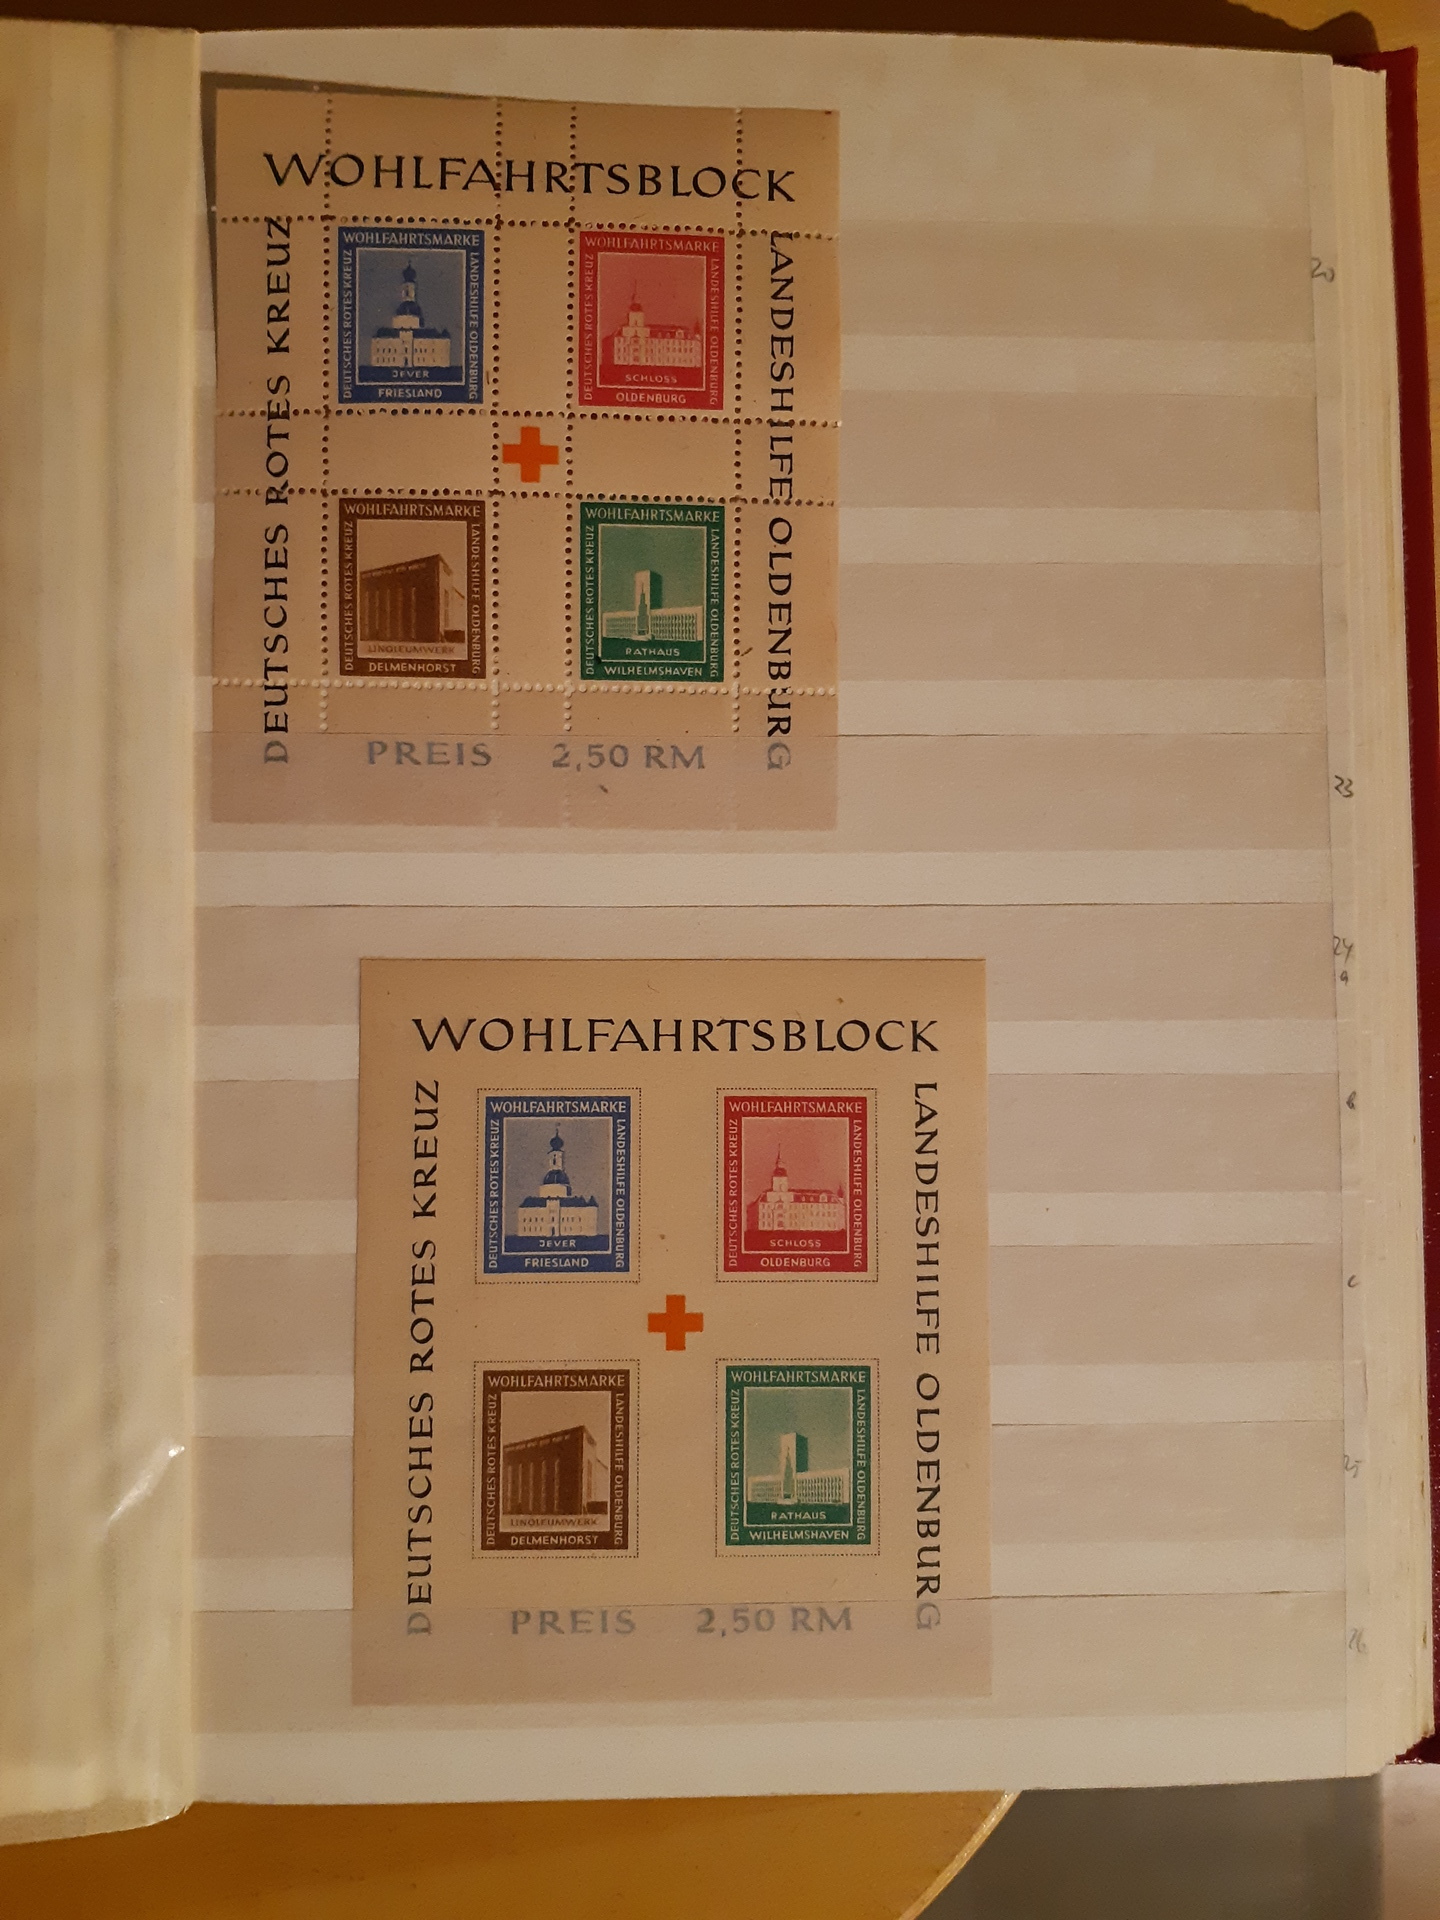 WOHLFAHRTSBLOCK
DEUTSCHES ROTES KREUZ
WOHLFAHRTSMARKE
DEUTSCHES ROTES KREUZ
LANDESHILFE OLDENBURG
JEVER
FRIESLAND
WOHLFAHRTSMARKE
DEUTSCHES ROTES KREUZ
LANDESHILFE OLDENBURG
SCHLOSS
OLDENBURG
LANDESHILFE OLDENBURG
WOHLFAHRTSMARKE
DEUTSCHES ROTES KREUZ
LANDESHILFE OLDENBURG
LINOLEUMWERK
DELMENHORST
WOHLFAHRTSMARKE
DEUTSCHES ROTES KREUZ
LANDESHILFE OLDENBURG
RATHAUS
WILHELMSHAVEN
PREIS 2,50 RM
20
23
24
a
WOHLFAHRTSBLOCK
DEUTSCHES ROTES KREUZ
WOHLFAHRTSMARKE
DEUTSCHES ROTES KREUZ
LANDESHILFE OLDENBURG
JEVER
FRIESLAND
WOHLFAHRTSMARKE
DEUTSCHES ROTES KREUZ
LANDESHILFE OLDENBURG
SCHLOSS
OLDENBURG
LANDESHILFE OLDENBURG
b
c
WOHLFAHRTSMARKE
DEUTSCHES ROTES KREUZ
LANDESHILFE OLDENBURG
LINOLEUMWERK
DELMENHORST
WOHLFAHRTSMARKE
DEUTSCHES ROTES KREUZ
LANDESHILFE OLDENBURG
RATHAUS
WILHELMSHAVEN
25
PREIS 2,50 RM
26